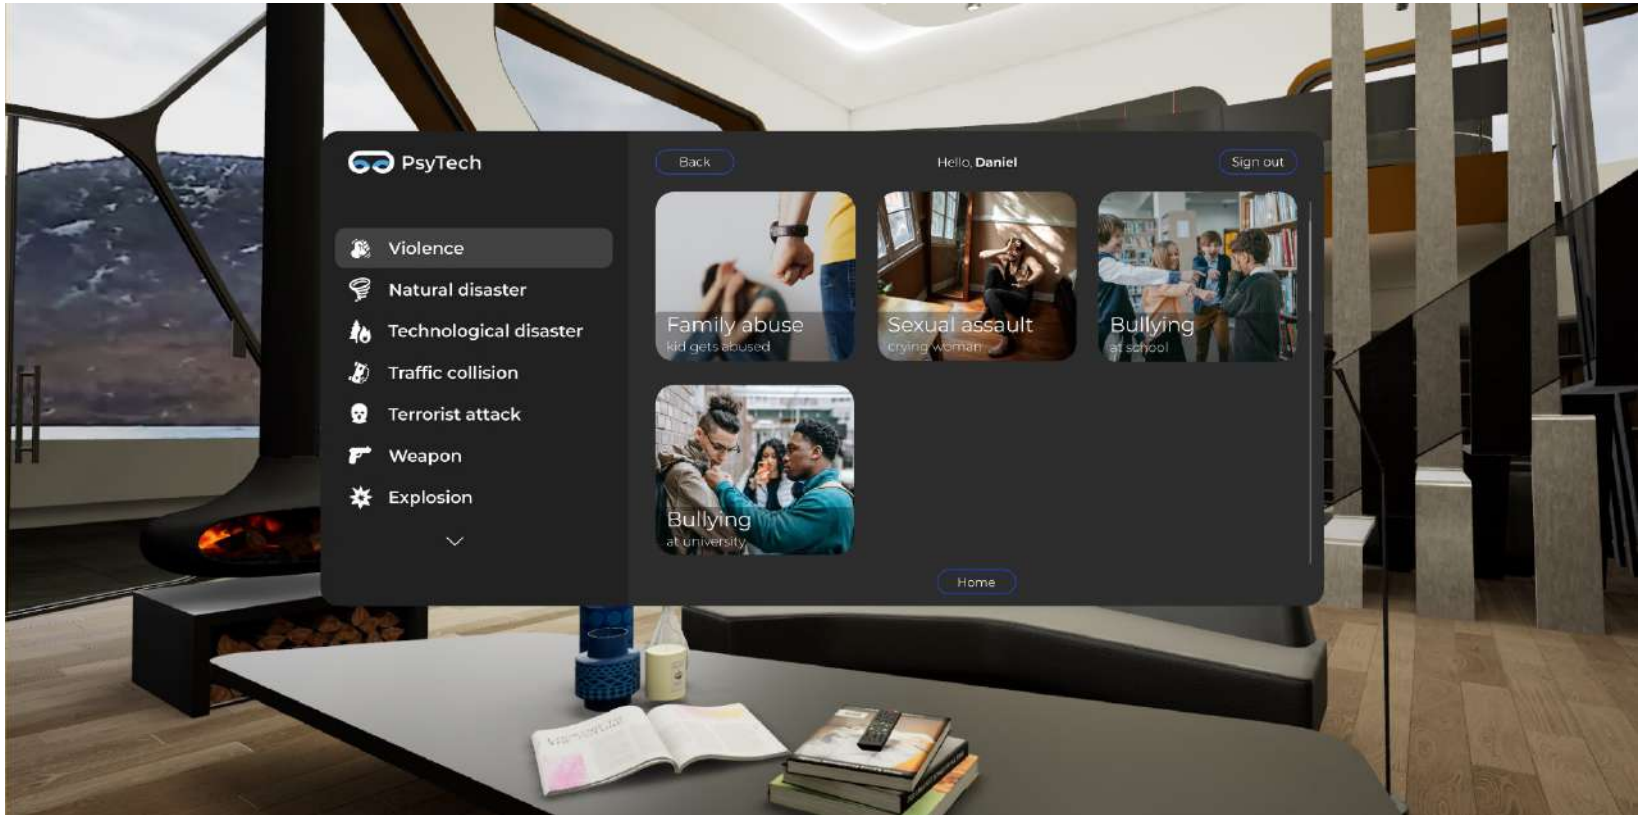 PsyTech
Back
Hello, Daniel
Sign out
Violence
Natural disaster
Technological disaster
Traffic collision
Terrorist attack
Weapon
Explosion
Family abuse
kid gets abused
Sexual assault
crying woman
Bullying
at school
Bullying
at university
Home